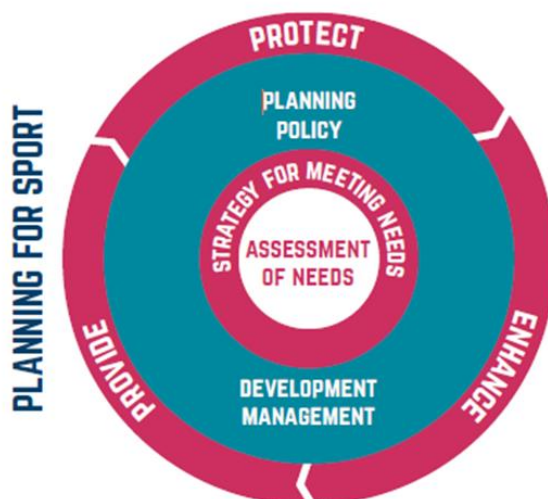 PLANNING FOR SPORT
PROTECT
PLANNING
POLICY
STRATEGY FOR MEETING NEEDS
ASSESSMENT
OF NEEDS
DEVELOPMENT
MANAGEMENT
ENHANCE
PROVIDE